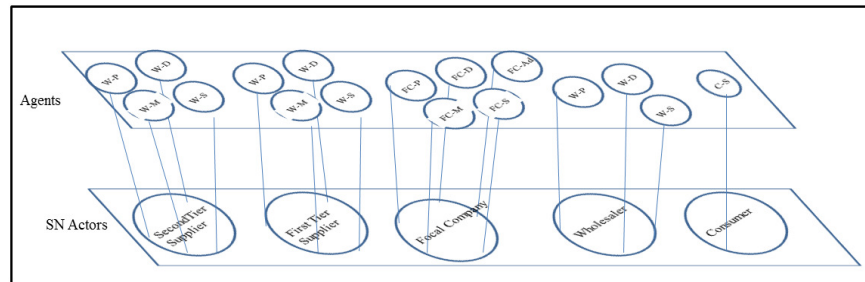 Agents
W-P
W-D
W-M
W-S
W-P
W-D
W-M
W-S
FC-P
FC-D
FC-Ad
FC-M
FC-S
W-P
W-D
W-S
C-S
SN Actors
SecondTier
Supplier
First Tier
Supplier
Focal Company
Wholesaler
Consumer